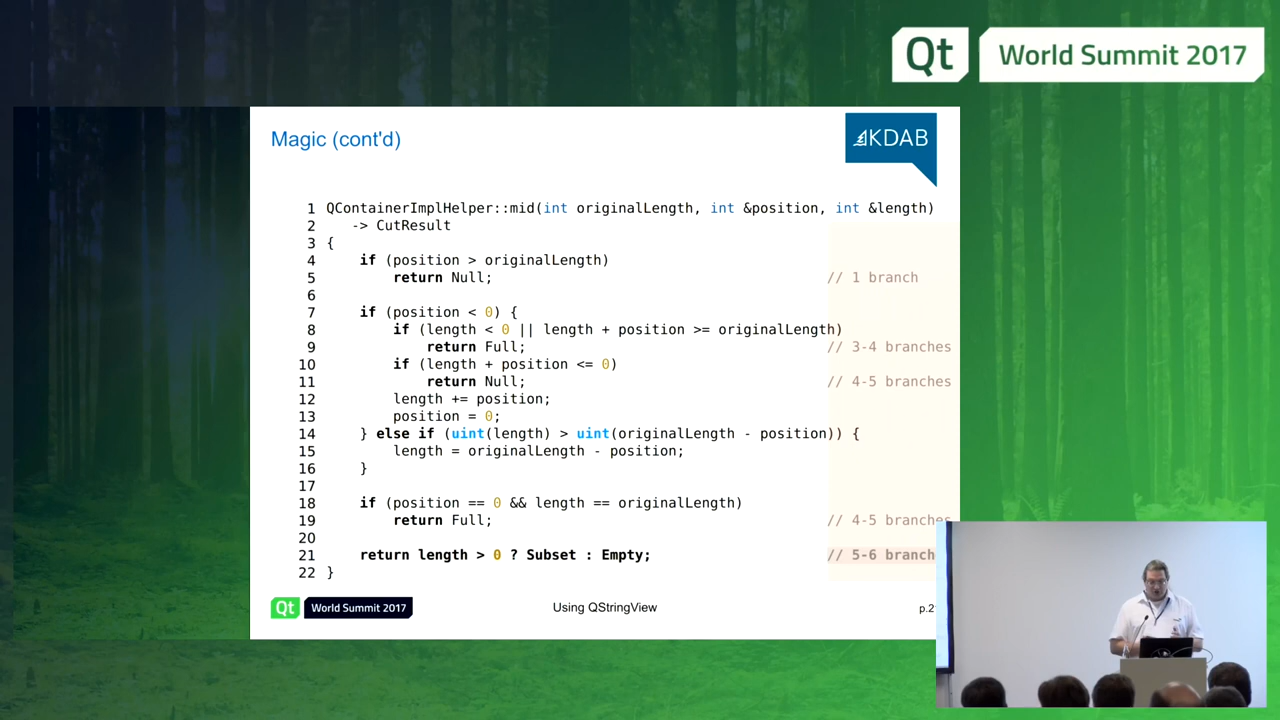 Qt World Summit 2017
Magic (cont'd)
KDAB
1 QContainerImplHelper::mid(int originalLength, int &position, int &length)
2 -> CutResult
3 {
4 if (position > originalLength)
5 return Null; // 1 branch
6
7 if (position < 0) {
8 if (length < 0 || length + position >= originalLength)
9 return Full; // 3-4 branches
10 if (length + position <= 0)
11 return Null; // 4-5 branches
12 length += position;
13 position = 0;
14 } else if (uint(length) > uint(originalLength - position)) {
15 length = originalLength - position;
16 }
17
18 if (position == 0 && length == originalLength)
19 return Full; // 4-5 branches
20
21 return length > 0 ? Subset : Empty; // 5-6 branch
22 }
Qt World Summit 2017
Using QStringView
p.2